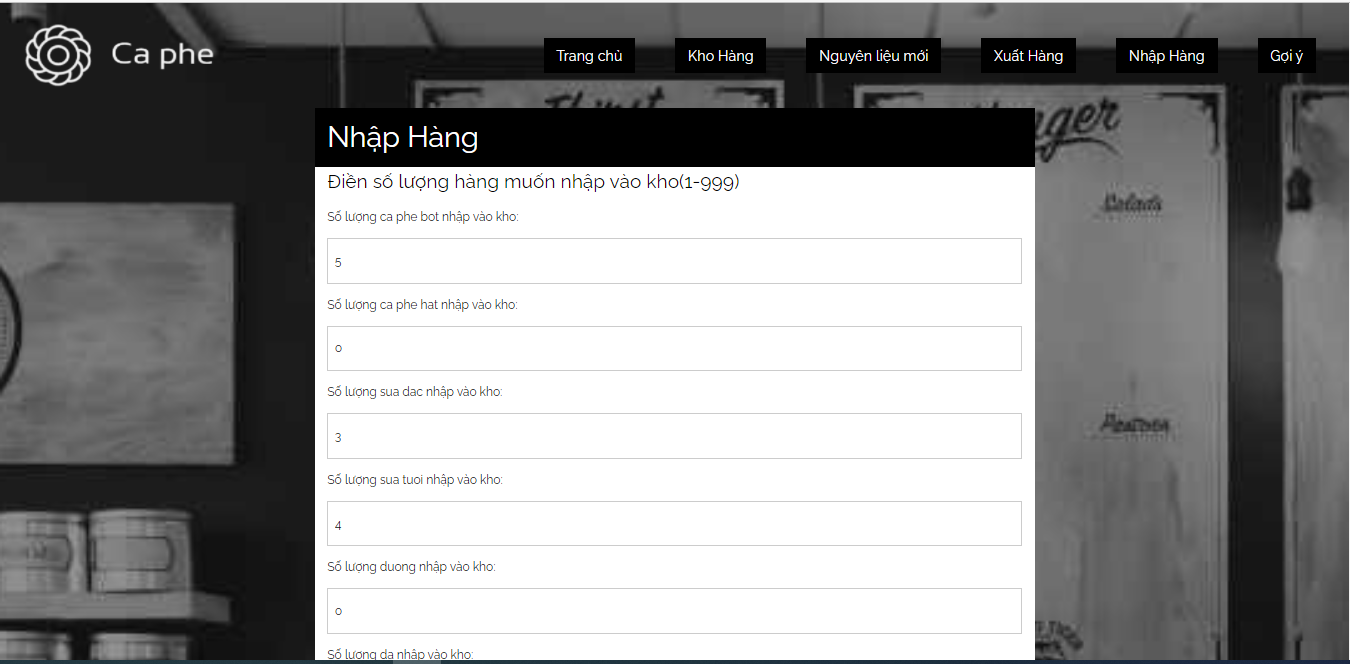 Ca phe
Trang chủ
Kho Hàng
Nguyên liệu mới
Xuất Hàng
Nhập Hàng
Gợi ý
Nhập Hàng
Điền số lượng hàng muốn nhập vào kho(1-999)
Số lượng ca phe bot nhập vào kho:
5
Số lượng ca phe hat nhập vào kho:
0
Số lượng sua dac nhập vào kho:
3
Số lượng sua tuoi nhập vào kho:
4
Số lượng duong nhập vào kho:
0
Số lượng da nhập vào kho:
Salads